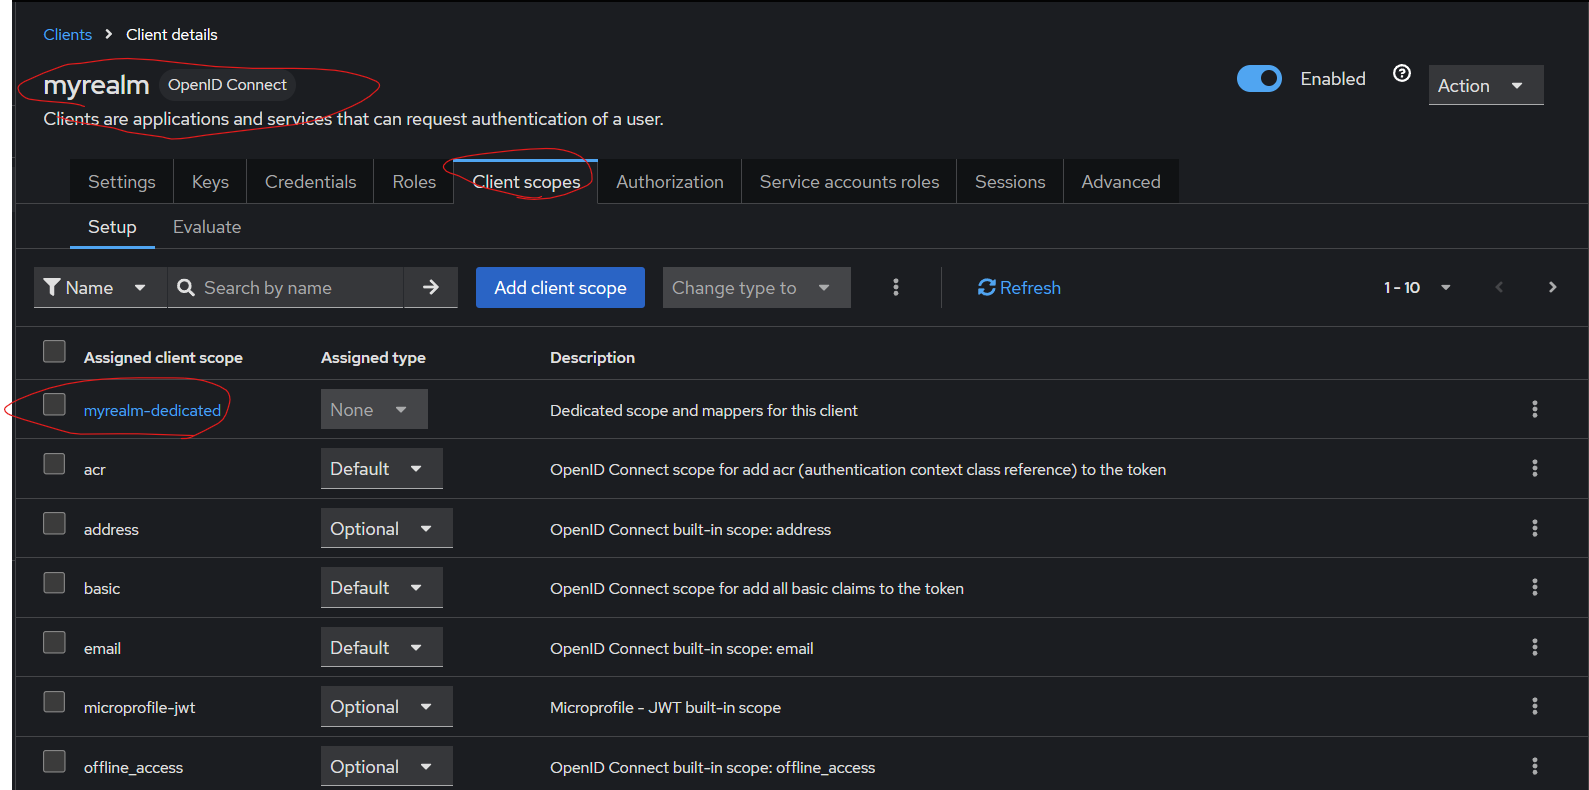 Clients > Client details
myrealm OpenID Connect
Enabled ? Action
Clients are applications and services that can request authentication of a user.
Settings Keys Credentials Roles Client scopes Authorization Service accounts roles Sessions Advanced
Setup Evaluate
Name Search by name Add client scope Change type to Refresh 1 - 10
Assigned client scope Assigned type Description
myrealm-dedicated None Dedicated scope and mappers for this client
acr Default OpenID Connect scope for add acr (authentication context class reference) to the token
address Optional OpenID Connect built-in scope: address
basic Default OpenID Connect scope for add all basic claims to the token
email Default OpenID Connect built-in scope: email
microprofile-jwt Optional Microprofile - JWT built-in scope
offline_access Optional OpenID Connect built-in scope: offline_access